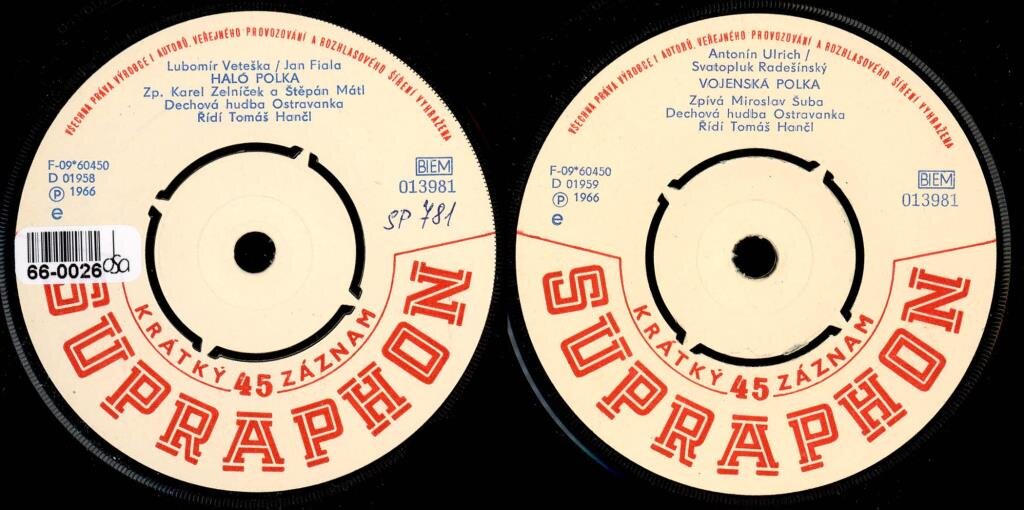 VŠECHNA PRÁVA VÝROBCE I AUTORŮ, VEŘEJNÉHO PROVOZOVÁNÍ A ROZHLASOVÉHO ŠÍŘENÍ VYHRAŽENA
Lubomír Veteška / Jan Fiala
HALÓ POLKA
Zp. Karel Zelníček a Štěpán Mátl
Dechová hudba Ostravanka
Řídí Tomáš Hančl
F-09*60450
D 01958
Ⓟ 1966
e
BIEM
013981
SP 781
66-0026 a
osa
SUPRAPHON
KRÁTKÝ 45 ZÁZNAM
VŠECHNA PRÁVA VÝROBCE I AUTORŮ, VEŘEJNÉHO PROVOZOVÁNÍ A ROZHLASOVÉHO ŠÍŘENÍ VYHRAŽENA
Antonín Ulrich /
Svatopluk Radešínský
VOJENSKÁ POLKA
Zpívá Miroslav Šuba
Dechová hudba Ostravanka
Řídí Tomáš Hančl
F-09*60450
D 01959
Ⓟ 1966
e
BIEM
013981
SUPRAPHON
KRÁTKÝ 45 ZÁZNAM